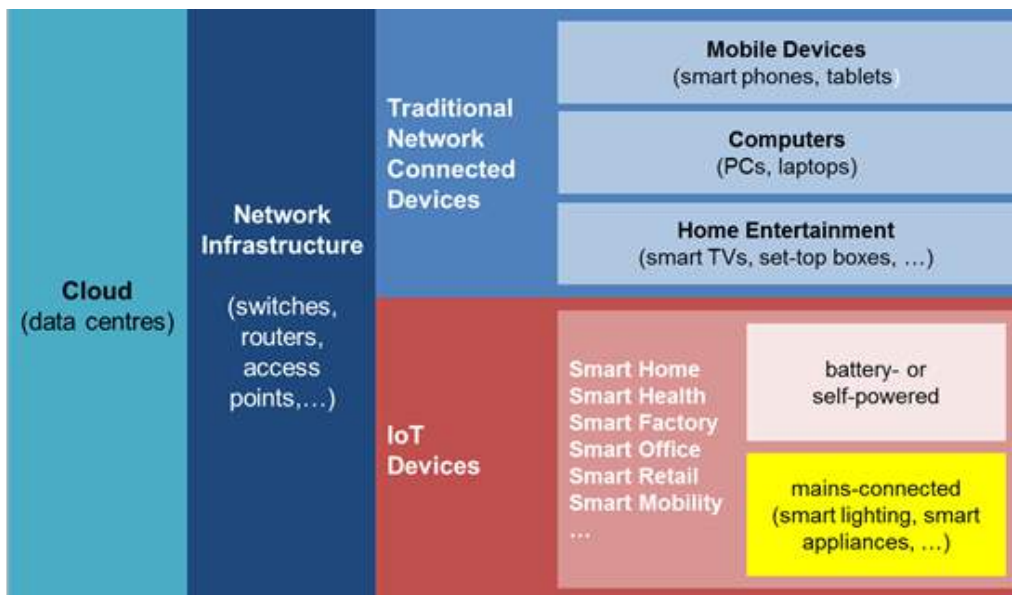 Cloud
(data centres)
Network
Infrastructure
(switches,
routers,
access
points,...)
Traditional
Network
Connected
Devices
Mobile Devices
(smart phones, tablets)
Computers
(PCs, laptops)
Home Entertainment
(smart TVs, set-top boxes, ...)
IoT
Devices
Smart Home
Smart Health
Smart Factory
Smart Office
Smart Retail
Smart Mobility
...
battery- or
self-powered
mains-connected
(smart lighting, smart
appliances, ...)